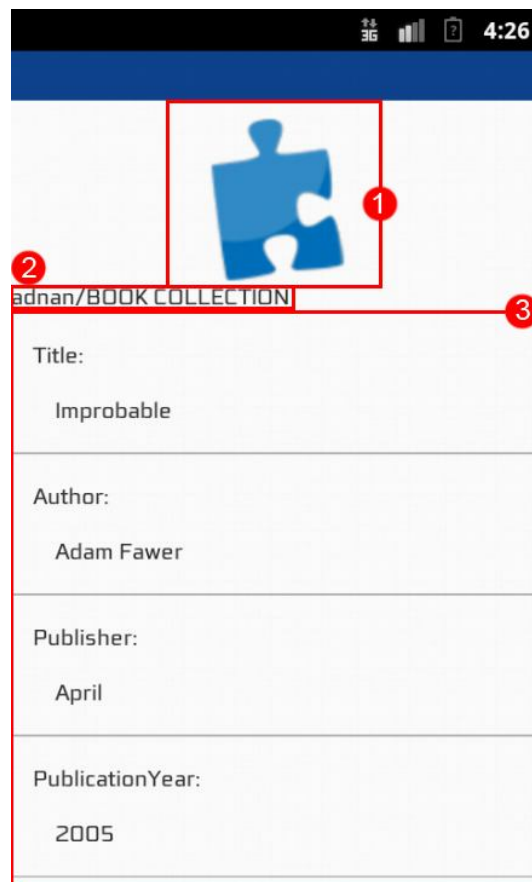 3G ? 4:26
1
2
adnan/BOOK COLLECTION
3
Title:
Improbable
Author:
Adam Fawer
Publisher:
April
PublicationYear:
2005